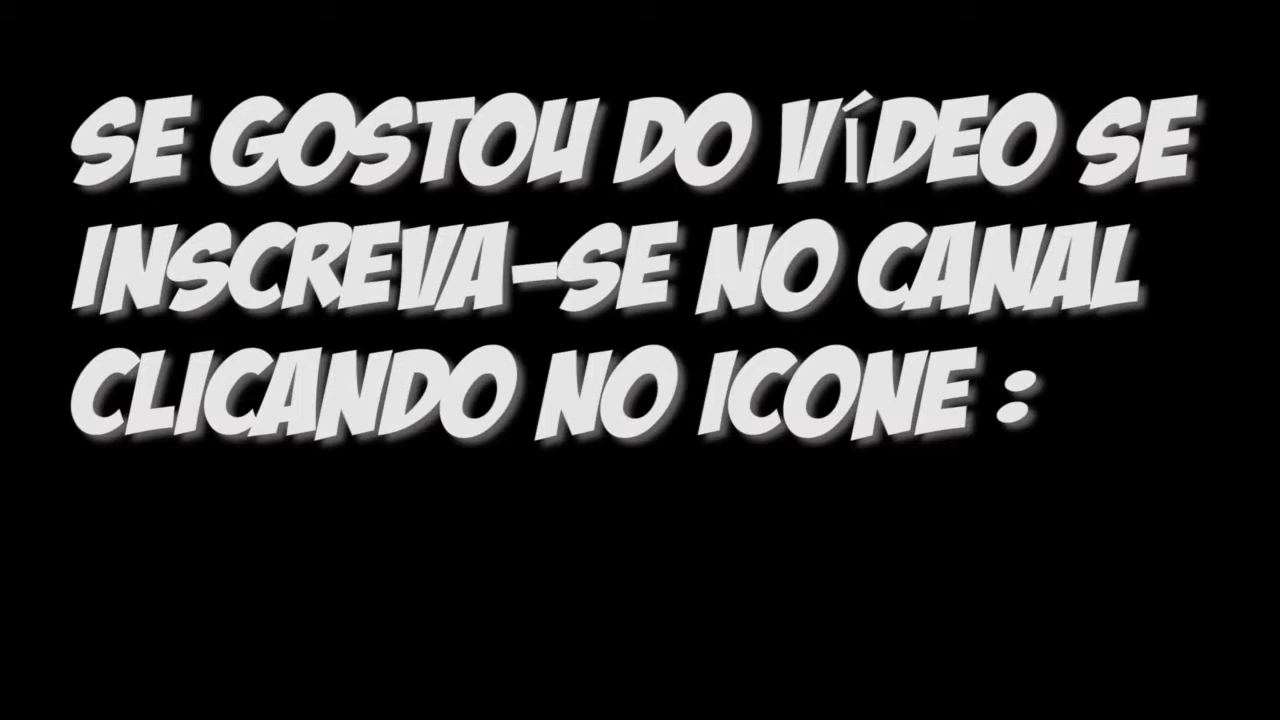 SE GOSTOU DO VÍDEO SE
INSCREVA-SE NO CANAL
CLICANDO NO ICONE :